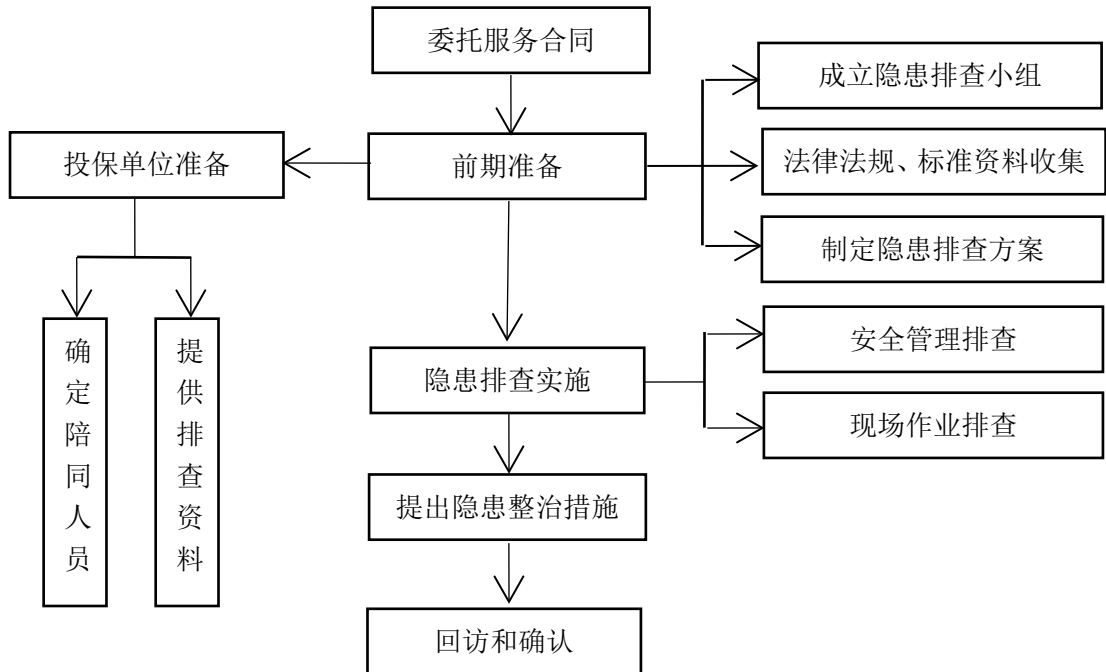 委托服务合同
成立隐患排查小组
投保单位准备
前期准备
法律法规、标准资料收集
制定隐患排查方案
安全管理排查
确定陪同人员
提供排查资料
隐患排查实施
现场作业排查
提出隐患整治措施
回访和确认